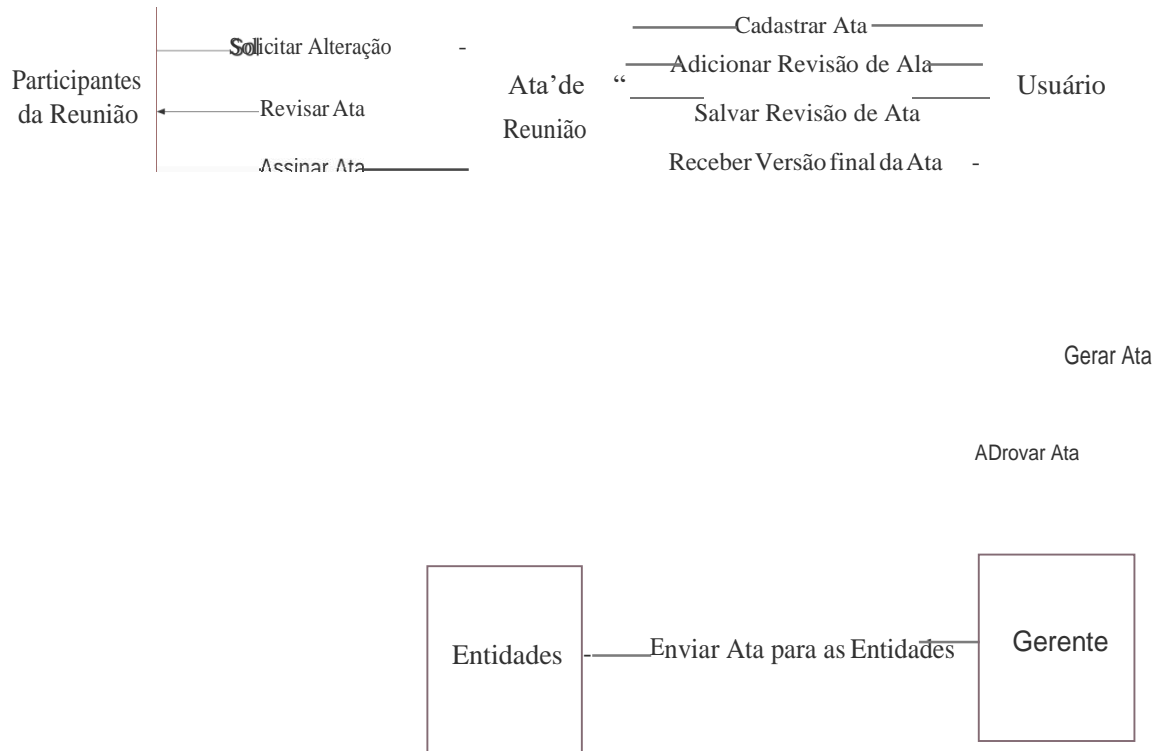 Cadastrar Ata
Solicitar Alteração -
Adicionar Revisão de Ala
Participantes
da Reunião
Ata’de “
Reunião
Usuário
Revisar Ata
Salvar Revisão de Ata
Assinar Ata
Receber Versão final da Ata -
Gerar Ata
ADrovar Ata
Entidades
Enviar Ata para as Entidades
Gerente